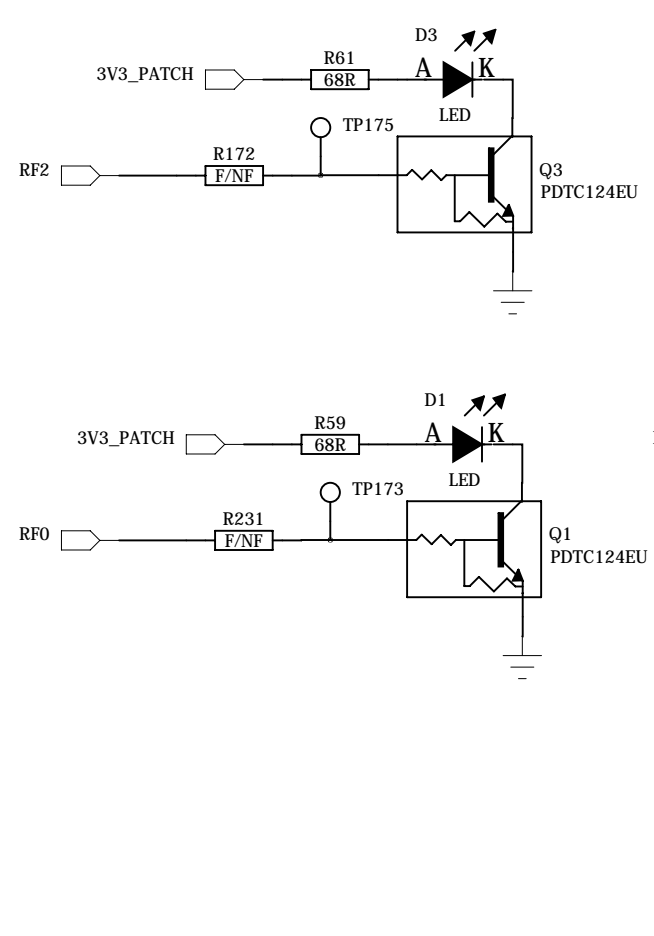 D3
R61
3V3_PATCH
68R
A
K
LED
TP175
R172
RF2
F/NF
Q3
PDTC124EU
D1
R59
3V3_PATCH
68R
A
K
LED
TP173
R231
RF0
F/NF
Q1
PDTC124EU